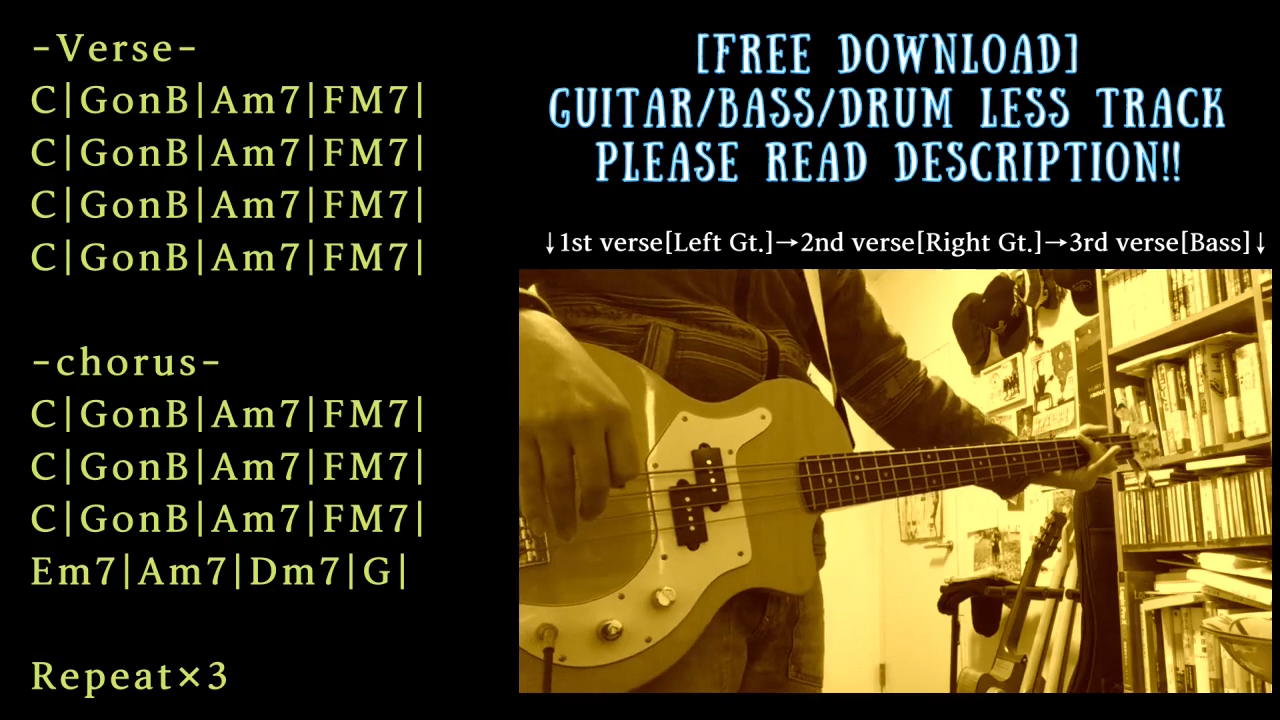 -Verse-
C|GonB|Am7|FM7|
C|GonB|Am7|FM7|
C|GonB|Am7|FM7|
C|GonB|Am7|FM7|
-chorus-
C|GonB|Am7|FM7|
C|GonB|Am7|FM7|
C|GonB|Am7|FM7|
Em7|Am7|Dm7|G|
Repeat×3
[FREE DOWNLOAD]
GUITAR/BASS/DRUM LESS TRACK
PLEASE READ DESCRIPTION!!
↓1st verse[Left Gt.]→2nd verse[Right Gt.]→3rd verse[Bass]↓